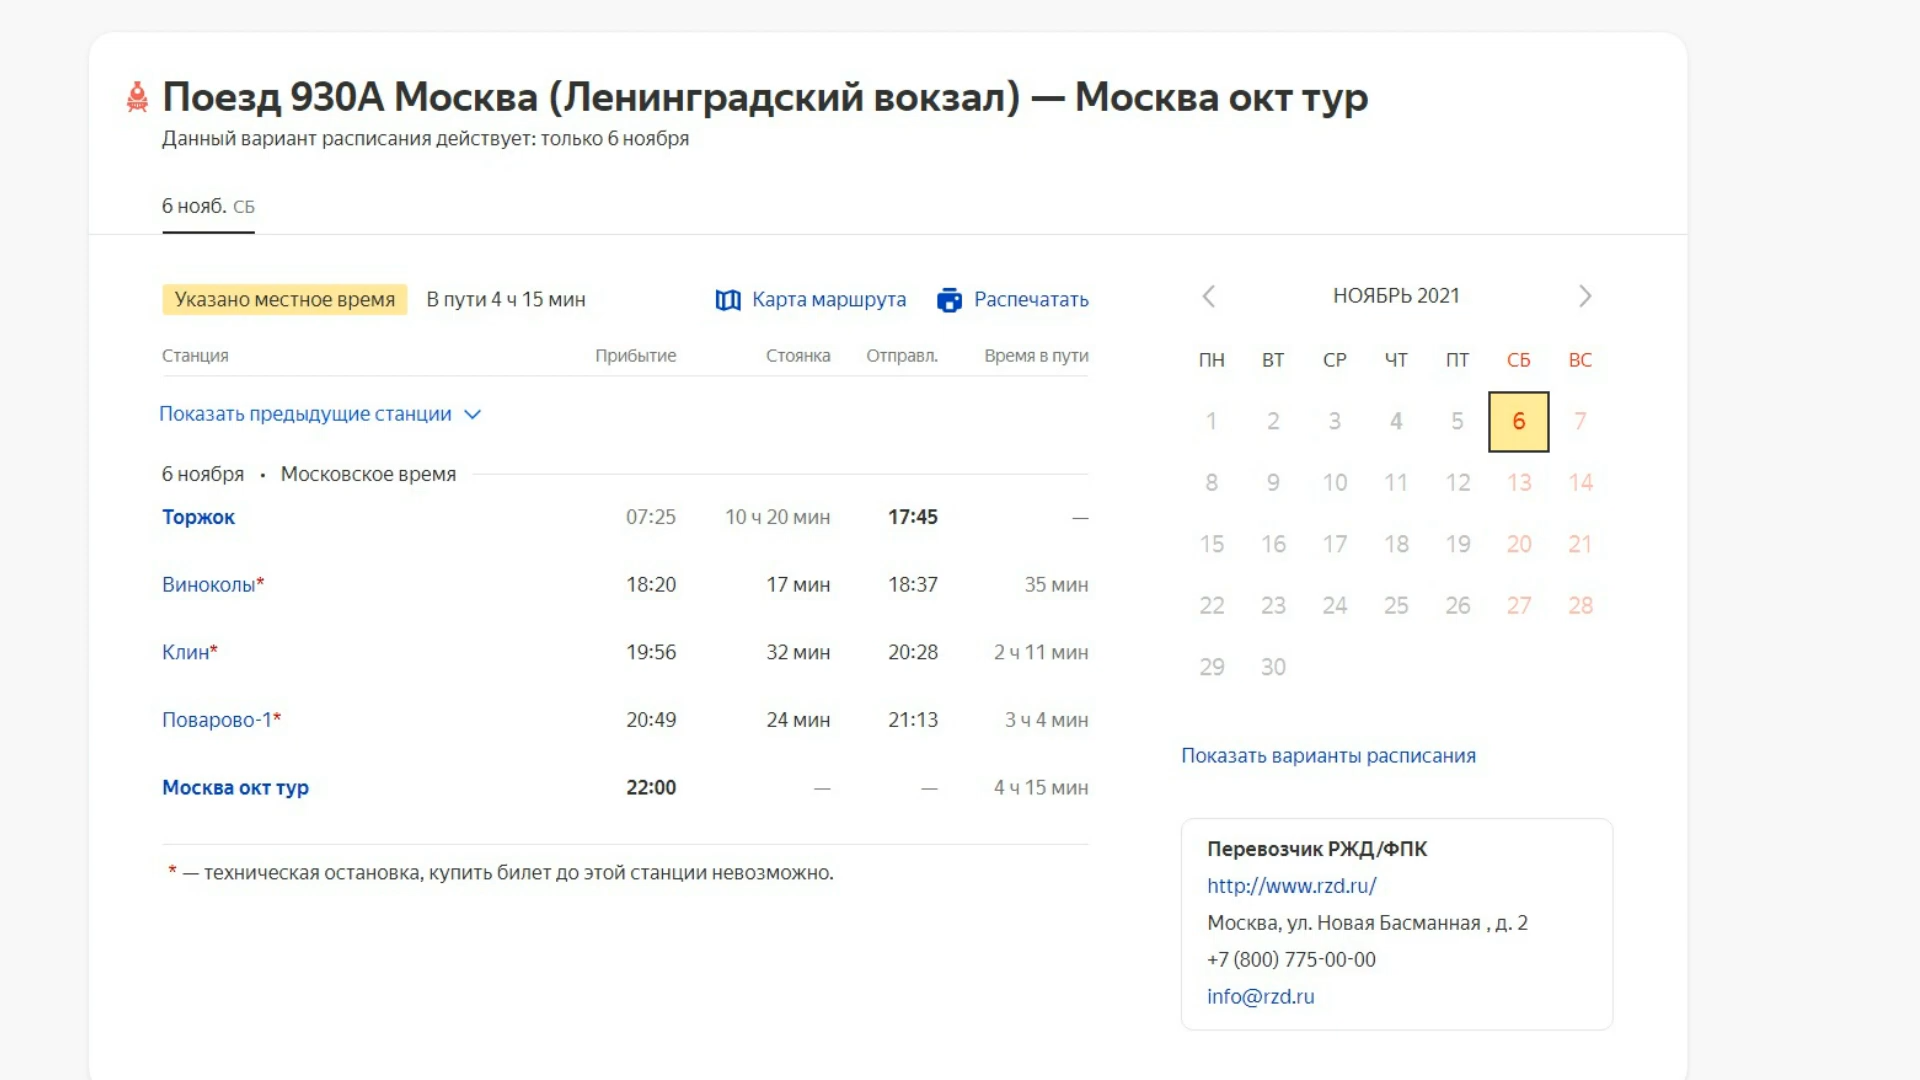 Поезд 930А Москва (Ленинградский вокзал) — Москва окт тур
Данный вариант расписания действует: только 6 ноября
6 нояб. СБ
Указано местное время В пути 4 ч 15 мин Карта маршрута Распечатать
Станция Прибытие Стоянка Отправл. Время в пути
Показать предыдущие станции
6 ноября • Московское время
Торжок 07:25 10 ч 20 мин 17:45 —
Виноколы* 18:20 17 мин 18:37 35 мин
Клин* 19:56 32 мин 20:28 2 ч 11 мин
Поварово-1* 20:49 24 мин 21:13 3 ч 4 мин
Москва окт тур 22:00 — — 4 ч 15 мин
* — техническая остановка, купить билет до этой станции невозможно.
НОЯБРЬ 2021
ПН ВТ СР ЧТ ПТ СБ ВС
1 2 3 4 5 6 7
8 9 10 11 12 13 14
15 16 17 18 19 20 21
22 23 24 25 26 27 28
29 30
Показать варианты расписания
Перевозчик РЖД/ФПК
http://www.rzd.ru/
Москва, ул. Новая Басманная , д. 2
+7 (800) 775-00-00
info@rzd.ru